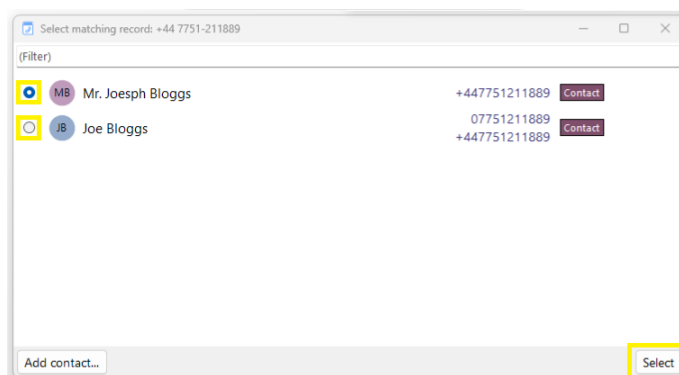 Select matching record: +44 7751-211889
(Filter)
MB Mr. Joesph Bloggs +447751211889 Contact
JB Joe Bloggs 07751211889 Contact
+447751211889
Add contact... Select